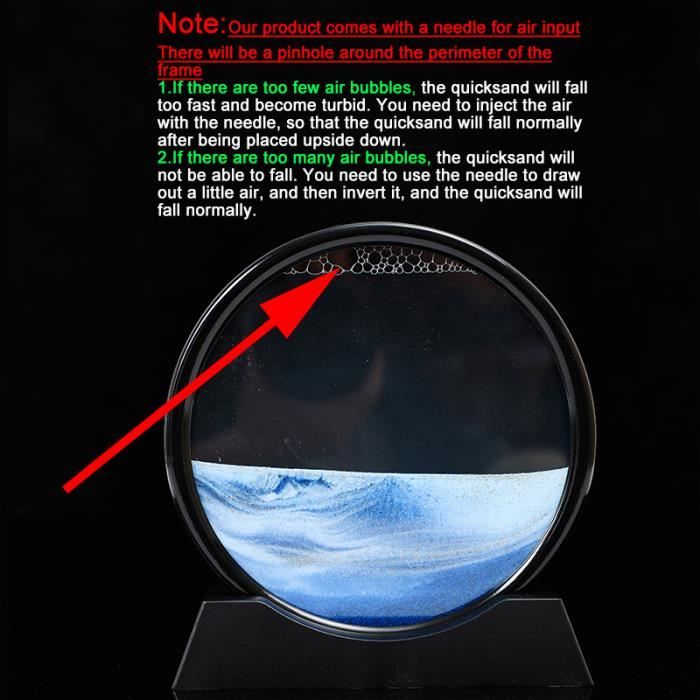 Note:Our product comes with a needle for air input
There will be a pinhole around the perimeter of the
frame
1.If there are too few air bubbles, the quicksand will fall
too fast and become turbid. You need to inject the air
with the needle, so that the quicksand will fall normally
after being placed upside down.
2.If there are too many air bubbles, the quicksand will
not be able to fall. You need to use the needle to draw
out a little air, and then invert it, and the quicksand will
fall normally.